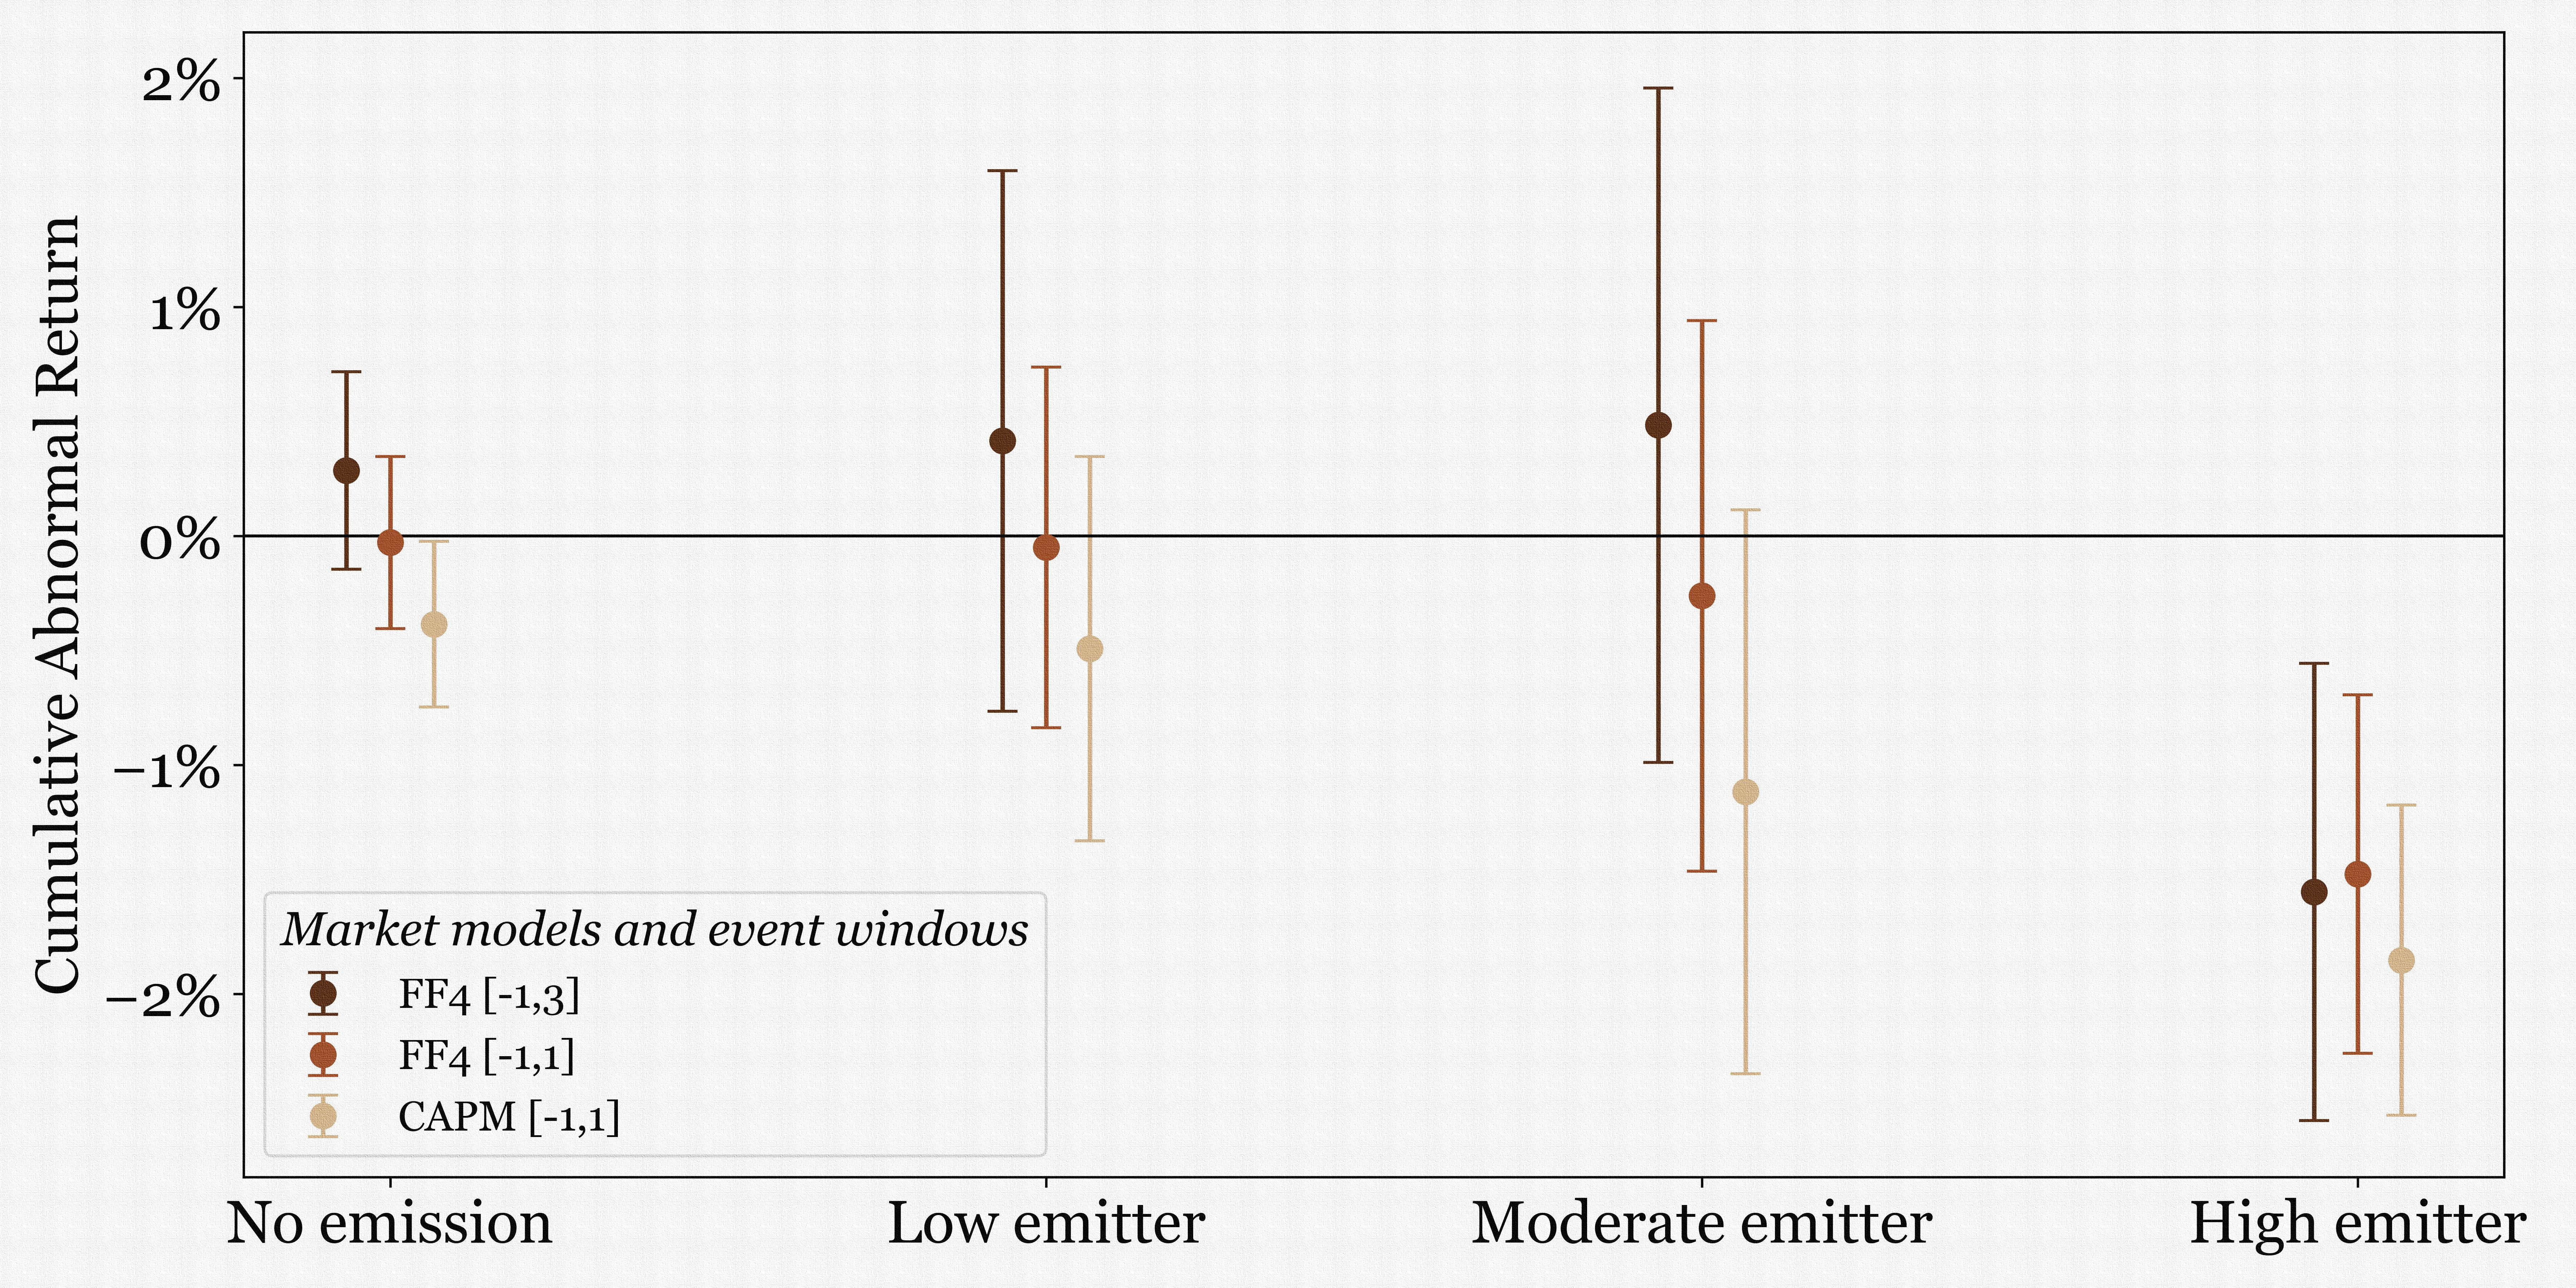 Cumulative Abnormal Return
2%
1%
0%
−1%
−2%
Market models and event windows
FF4 [-1,3]
FF4 [-1,1]
CAPM [-1,1]
No emission
Low emitter
Moderate emitter
High emitter